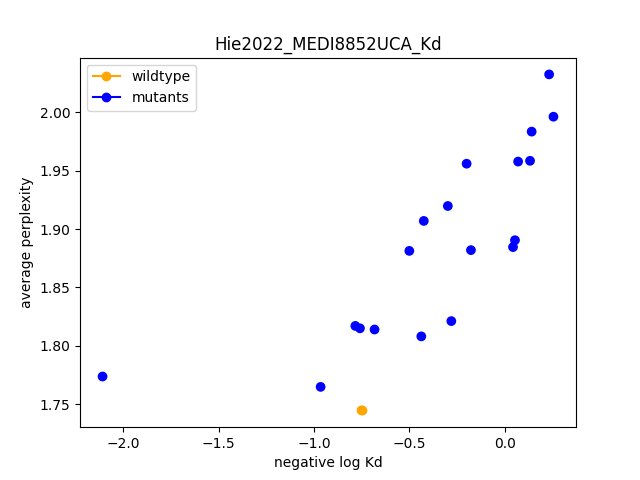 Hie2022_MEDI8852UCA_Kd
wildtype
mutants
2.00
1.95
1.90
1.85
1.80
1.75
average perplexity
−2.0
−1.5
−1.0
−0.5
0.0
negative log Kd